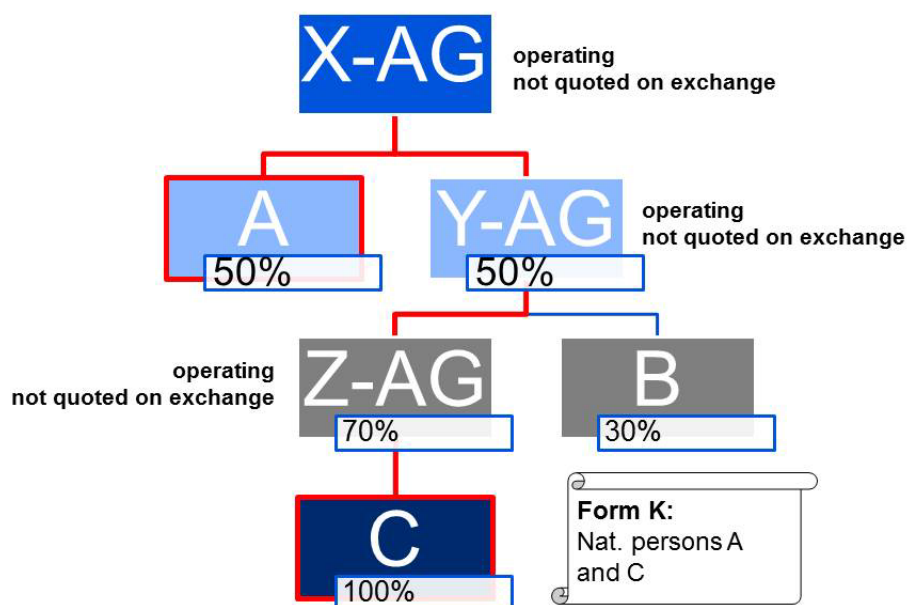 X-AG
operating
not quoted on exchange
A
50%
Y-AG
50%
operating
not quoted on exchange
operating
not quoted on exchange
Z-AG
70%
B
30%
C
100%
Form K:
Nat. persons A
and C